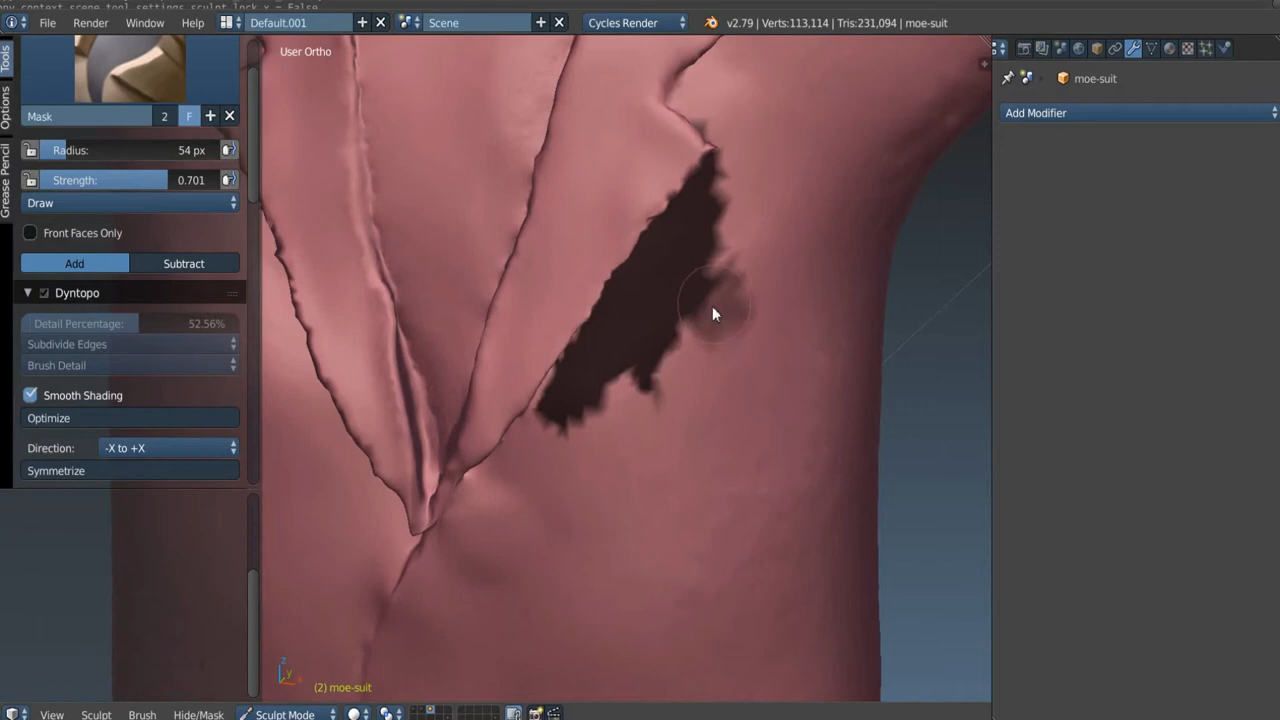 File Render Window Help Default.001 Scene Cycles Render v2.79 | Verts:113,114 | Tris:231,094 | moe-suit
Tools
Options
Grease Pencil
User Ortho
moe-suit
Add Modifier
Mask 2 F
Radius: 54 px
Strength: 0.701
Draw
Front Faces Only
Add Subtract
Dyntopo
Detail Percentage: 52.56%
Subdivide Edges
Brush Detail
Smooth Shading
Optimize
Direction: -X to +X
Symmetrize
z
y
(2) moe-suit
View Sculpt Brush Hide/Mask Sculpt Mode